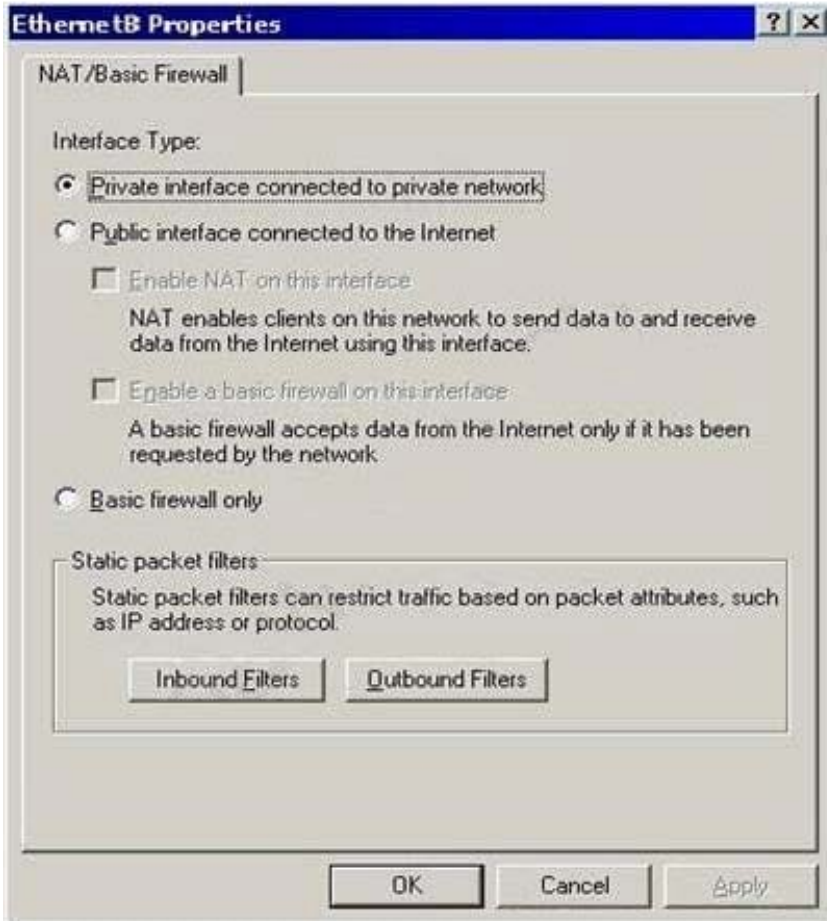 EthernetB Properties
NAT/Basic Firewall
Interface Type:
Private interface connected to private network
Public interface connected to the Internet
Enable NAT on this interface
NAT enables clients on this network to send data to and receive
data from the Internet using this interface.
Enable a basic firewall on this interface
A basic firewall accepts data from the Internet only if it has been
requested by the network
Basic firewall only
Static packet filters
Static packet filters can restrict traffic based on packet attributes, such
as IP address or protocol.
Inbound Filters
Outbound Filters
OK
Cancel
Apply